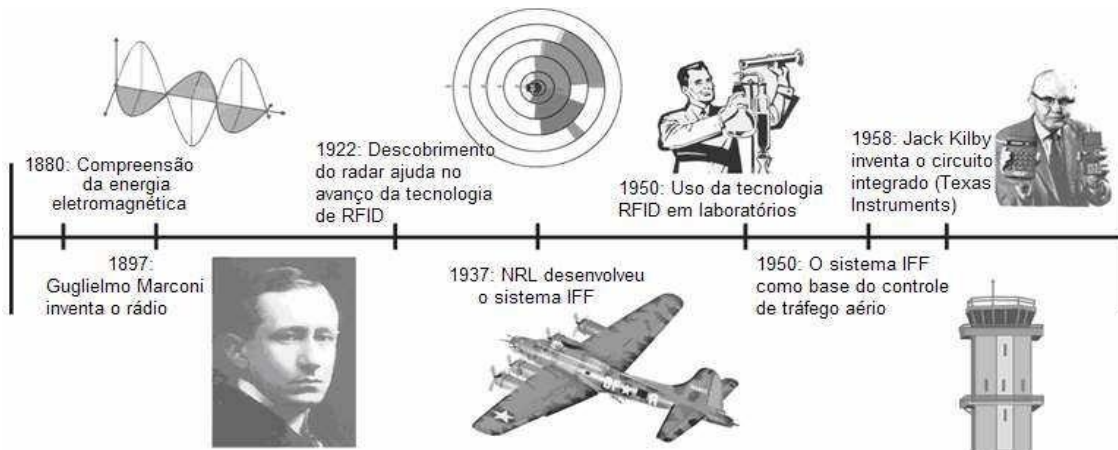 1880: Compreensão
da energia
eletromagnética
1922: Descobrimento
do radar ajuda no
avanço da tecnologia
de RFID
1950: Uso da tecnologia
RFID em laboratórios
1958: Jack Kilby
inventa o circuito
integrado (Texas
Instruments)
1897:
Guglielmo Marconi
inventa o rádio
1937: NRL desenvolveu
o sistema IFF
1950: O sistema IFF
como base do controle
de tráfego aério